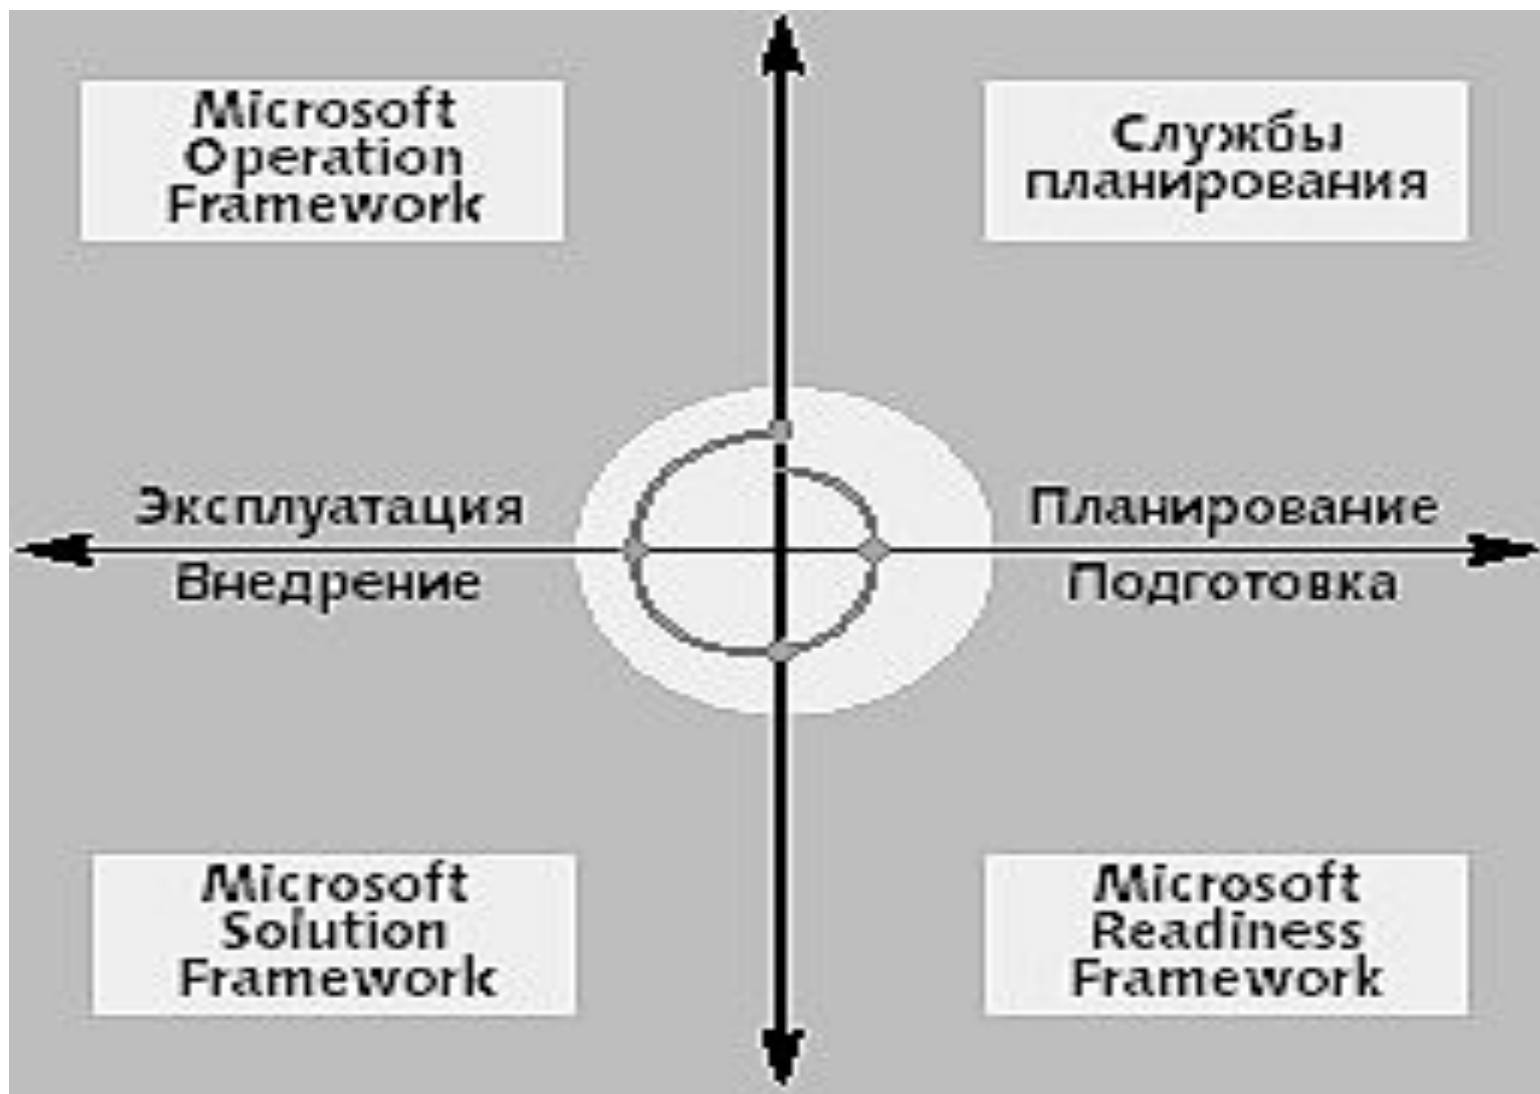 Microsoft
Operation
Framework
Службы
планирования
Эксплуатация
Внедрение
Планирование
Подготовка
Microsoft
Solution
Framework
Microsoft
Readiness
Framework